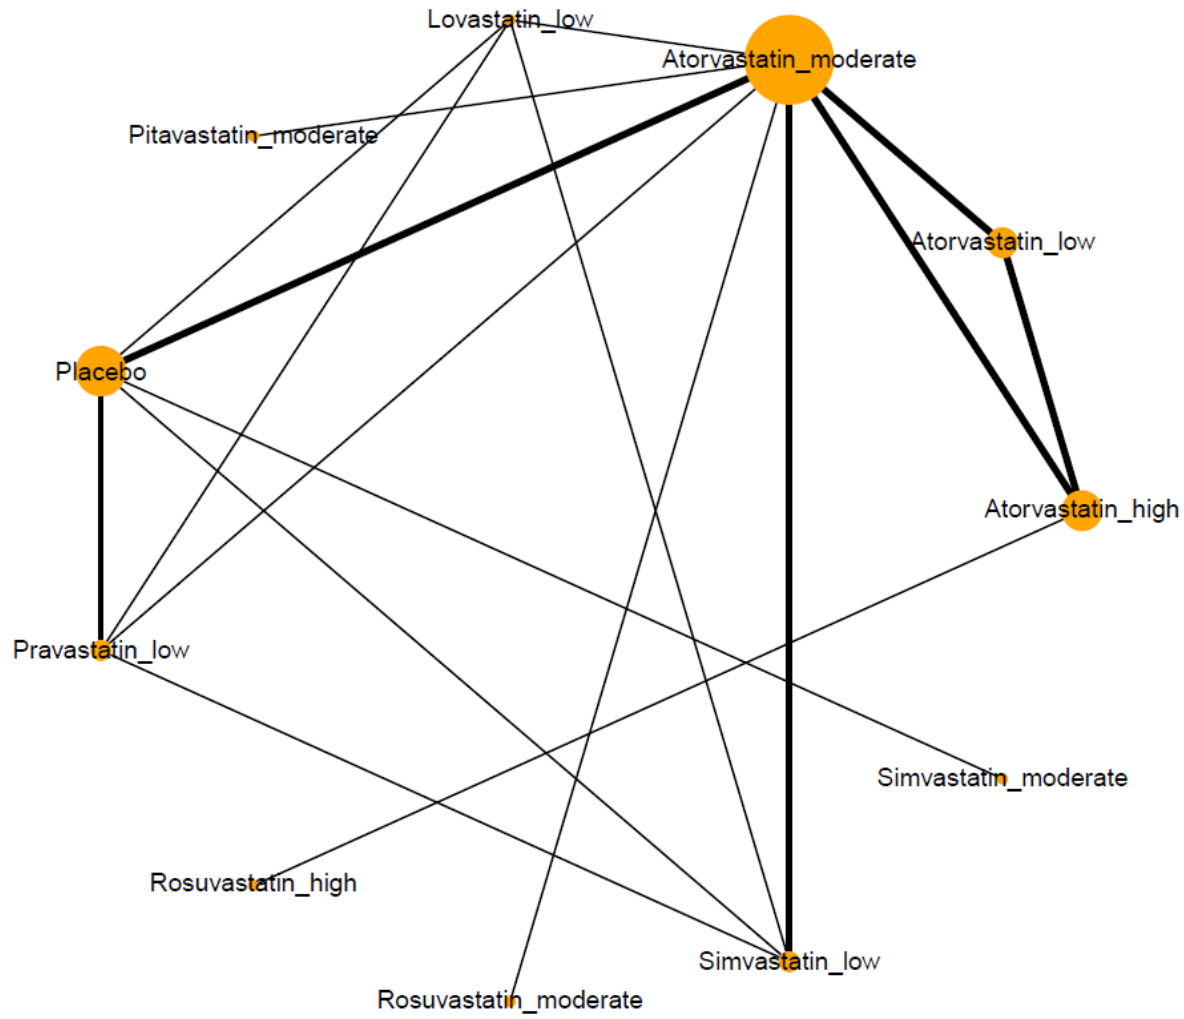 Lovastatin_low
Atorvastatin_moderate
Pitavastatin_moderate
Atorvastatin_low
Placebo
Atorvastatin_high
Pravastatin_low
Simvastatin_moderate
Rosuvastatin_high
Simvastatin_low
Rosuvastatin_moderate